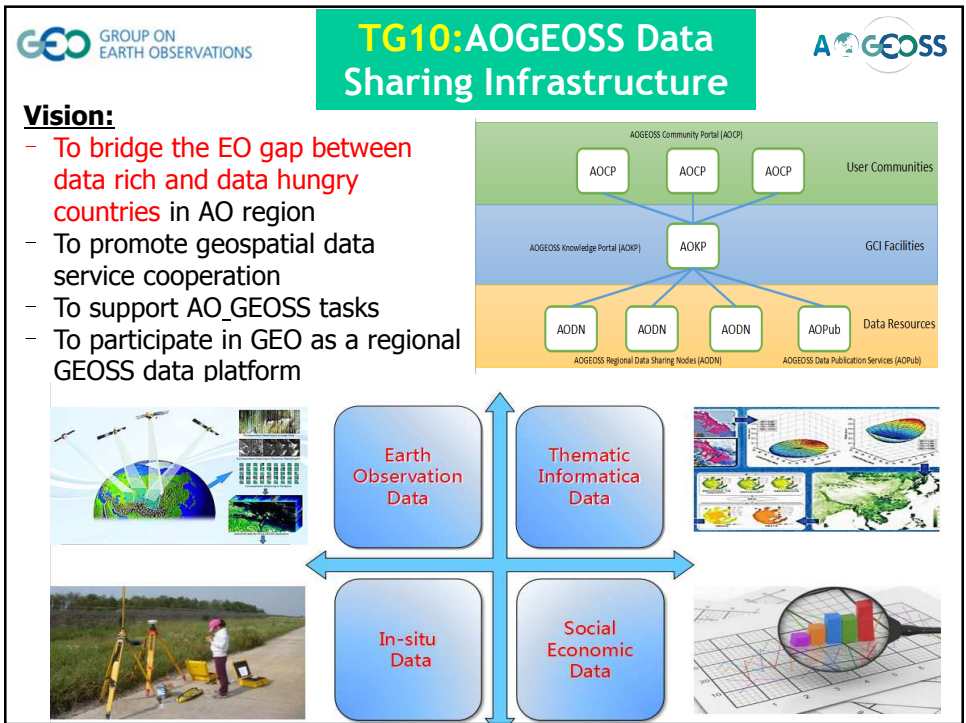 GEO GROUP ON
EARTH OBSERVATIONS
TG10:AOGEOSS Data
Sharing Infrastructure
AOGEOSS
Vision:
- To bridge the EO gap between
data rich and data hungry
countries in AO region
- To promote geospatial data
service cooperation
- To support AO_GEOSS tasks
- To participate in GEO as a regional
GEOSS data platform
AOGEOSS Community Portal (AOCP)
AOCP AOCP AOCP User Communities
AOGEOSS Knowledge Portal (AOKP) AOKP GCI Facilities
AODN AODN AODN AOPub Data Resources
AOGEOSS Regional Data Sharing Nodes (AODN) AOGEOSS Data Publication Services (AOPub)
Earth
Observation
Data
Thematic
Informatica
Data
In-situ
Data
Social
Economic
Data